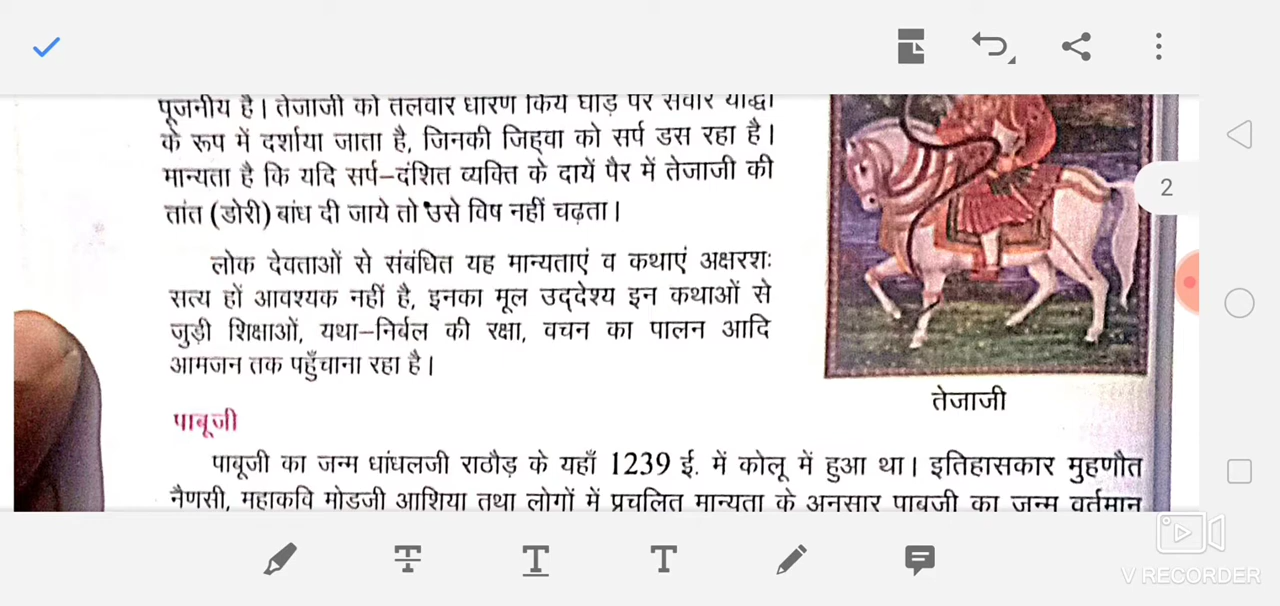 2
पूजनीय है। तेजाजी को तलवार धारण किये घोड़े पर सवार योद्धा
के रूप में दर्शाया जाता है, जिनकी जिह्वा को सर्प डस रहा है।
मान्यता है कि यदि सर्प-दंशित व्यक्ति के दायें पैर में तेजाजी की
तांत (डोरी) बांध दी जाये तो उसे विष नहीं चढ़ता।
लोक देवताओं से संबंधित यह मान्यताएं व कथाएं अक्षरशः
सत्य हों आवश्यक नहीं है, इनका मूल उद्देश्य इन कथाओं से
जुड़ी शिक्षाओं, यथा-निर्बल की रक्षा, वचन का पालन आदि
आमजन तक पहुँचाना रहा है।
तेजाजी
पाबूजी
पाबूजी का जन्म धांधलजी राठौड़ के यहाँ 1239 ई. में कोलू में हुआ था। इतिहासकार मुहणौत
नैणसी, महाकवि मोडजी आशिया तथा लोगों में प्रचलित मान्यता के अनुसार पाबूजी का जन्म वर्तमान
T T T
V RECORDER